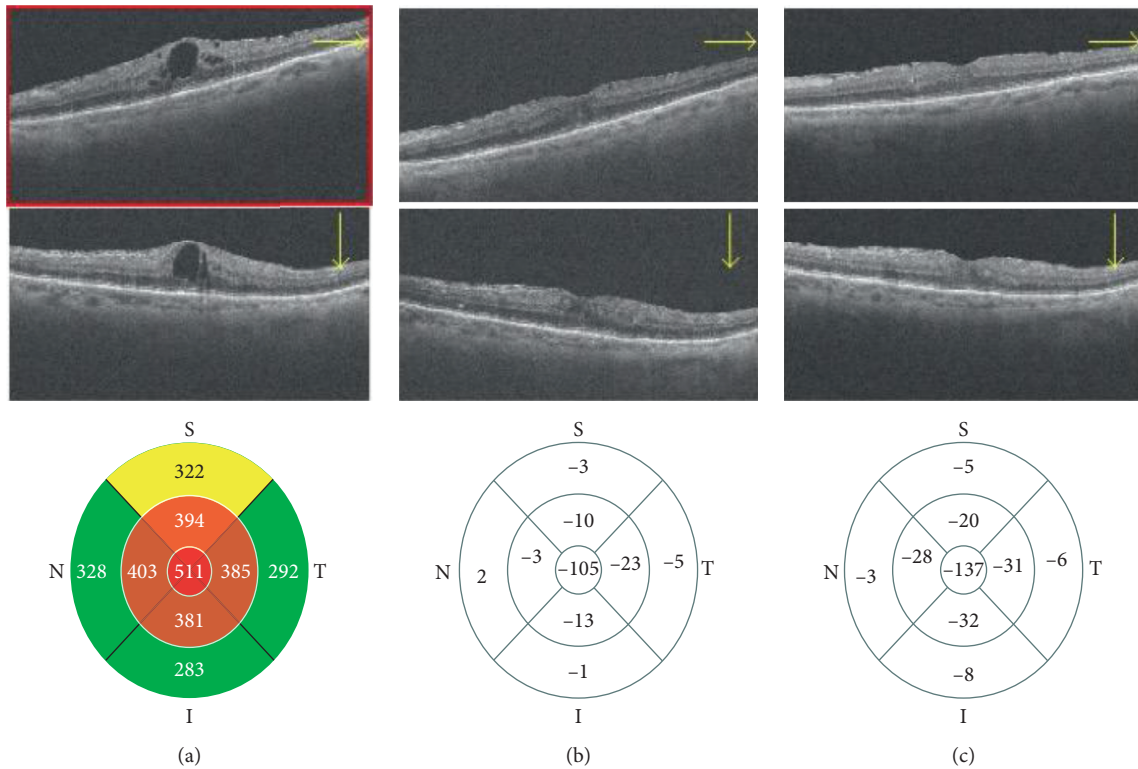 S
322
394
N 328 403 511 385 292 T
381
283
I
(a)
S
–3
–10
N 2 –3 –105 –23 –5 T
–13
–1
I
(b)
S
–5
–20
N –3 –28 –137 –31 –6 T
–32
–8
I
(c)